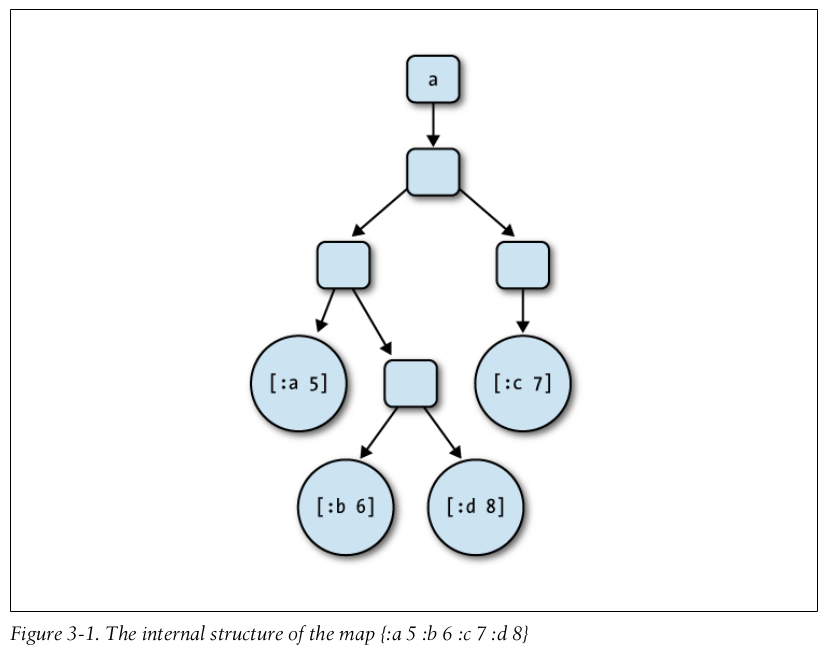 a
[:a 5]
[:c 7]
[:b 6]
[:d 8]
Figure 3-1. The internal structure of the map {:a 5 :b 6 :c 7 :d 8}